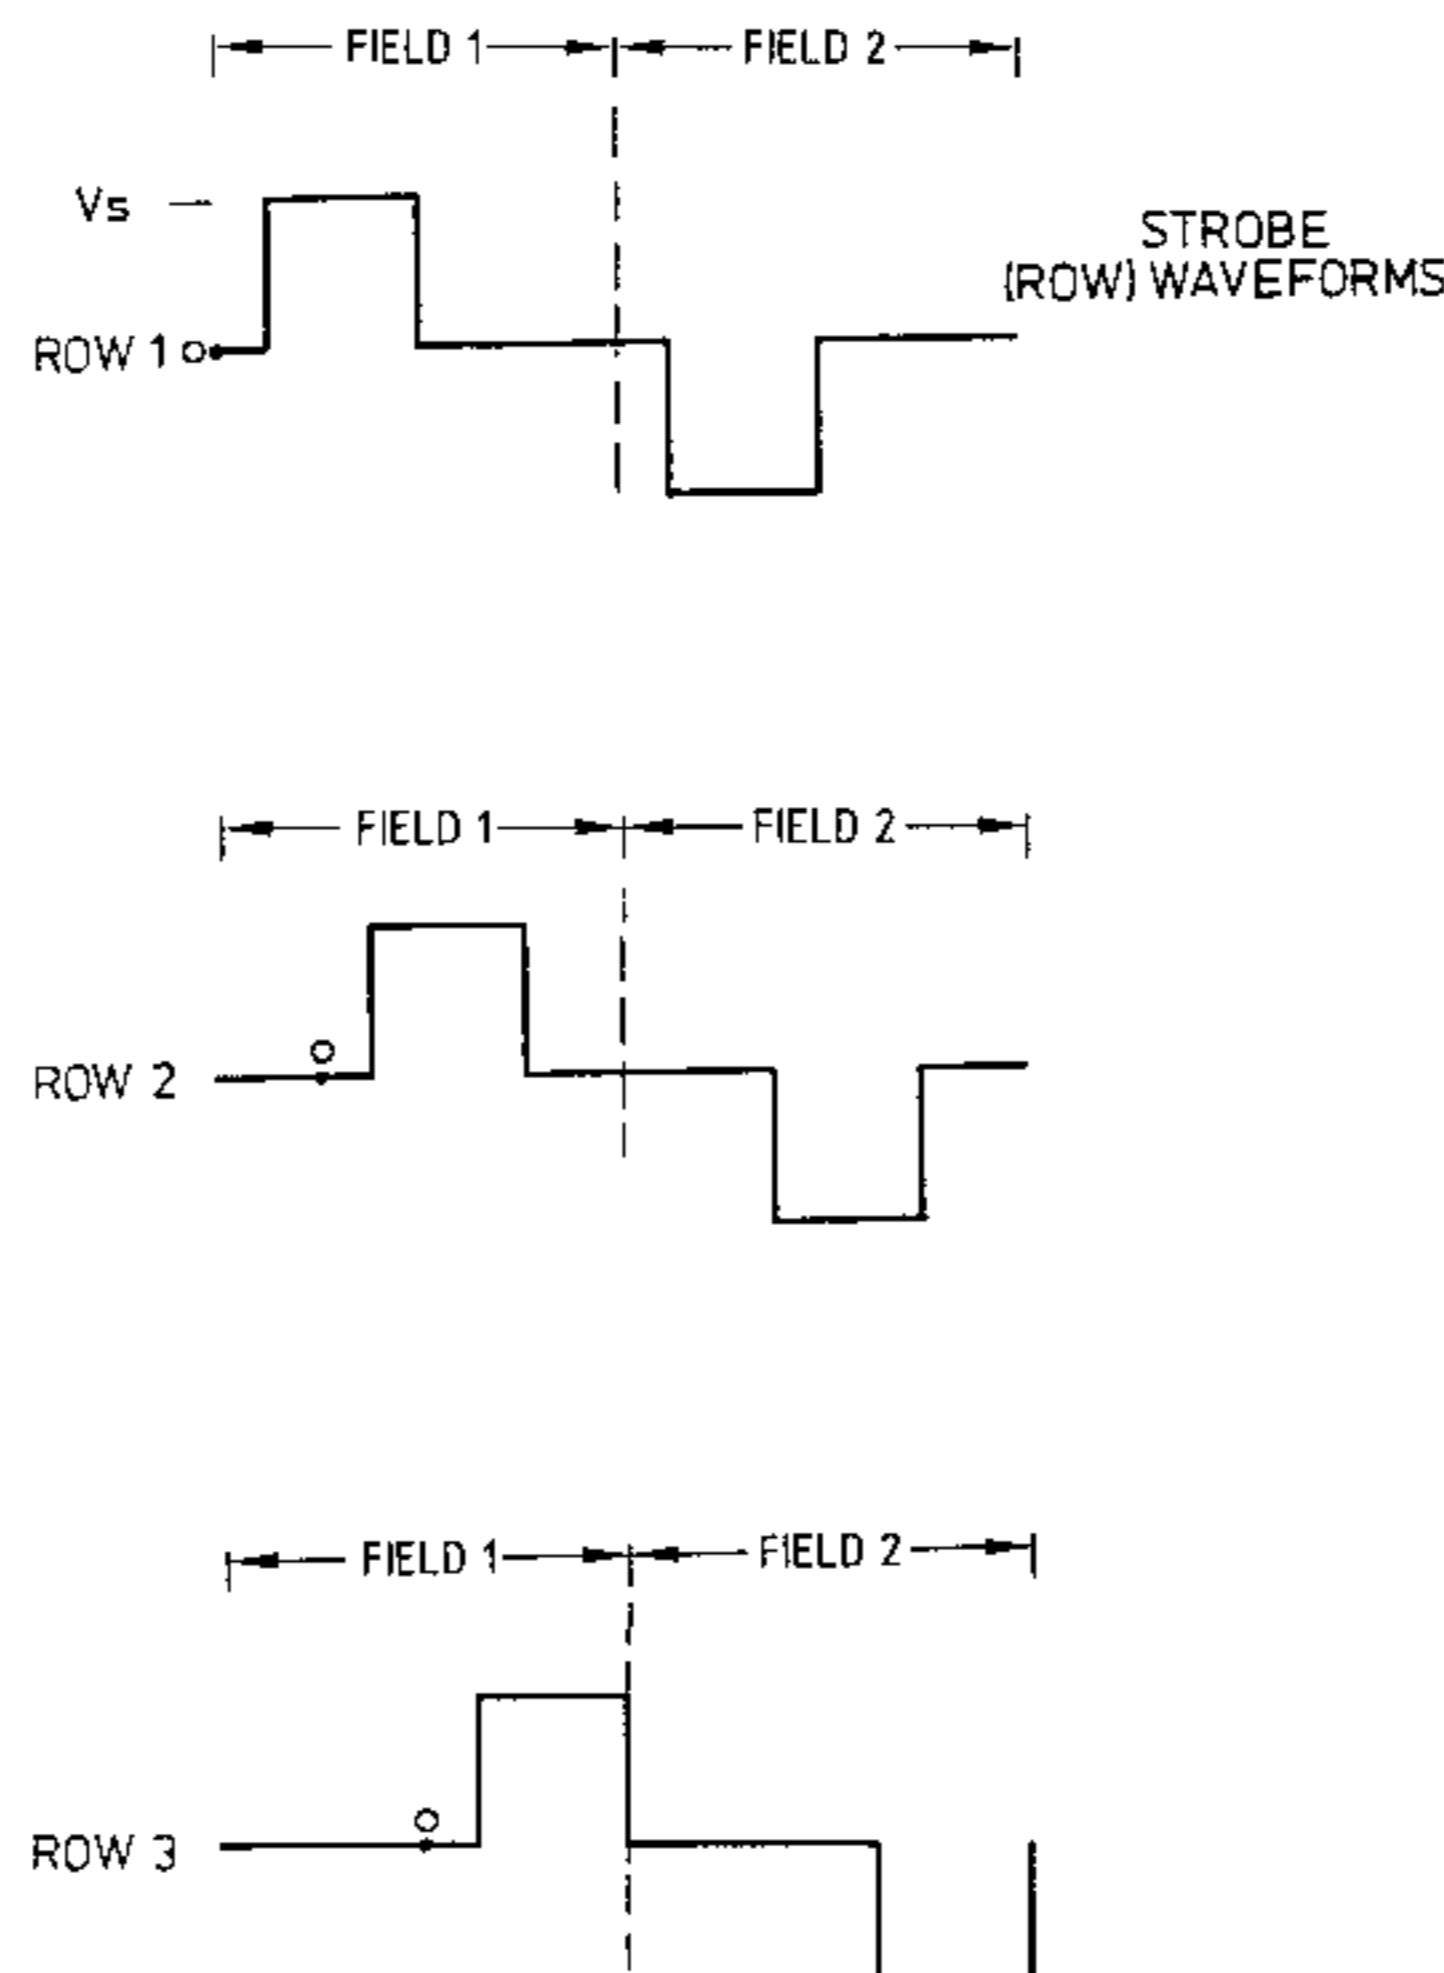 FIELD 1 FIELD 2
Vs
STROBE
(ROW) WAVEFORMS
ROW 1 O
FIELD 1 FIELD 2
O
ROW 2
FIELD 1 FIELD 2
O
ROW 3